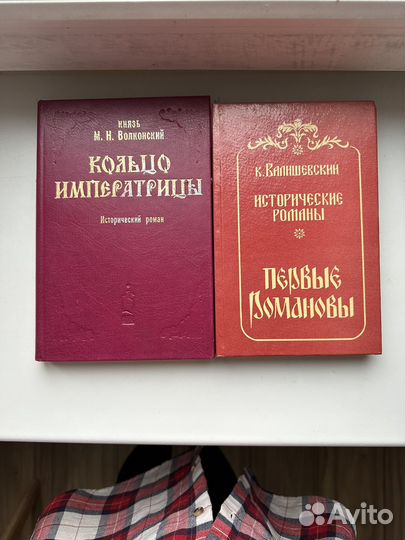 князь
М. Н. Волконский
КОЛЬЦО
ИМПЕРАТРИЦЫ
Исторический роман
К. Валишевский
ИСТОРИЧЕСКИЕ
РОМАНЫ
ПЕРВЫЕ
РОМАНОВЫ
Avito